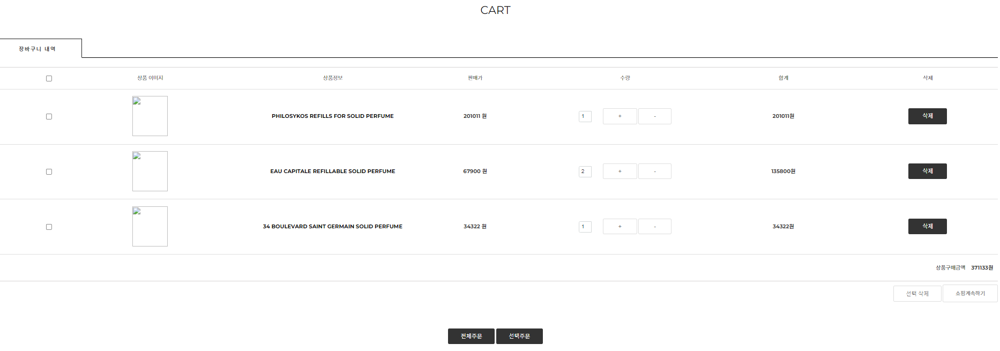 CART
장바구니 내역
상품 이미지 상품정보 판매가 수량 합계 삭제
PHILOSYKOS REFILLS FOR SOLID PERFUME 201011 원 1 + - 201011원 삭제
EAU CAPITALE REFILLABLE SOLID PERFUME 67900 원 2 + - 135800원 삭제
34 BOULEVARD SAINT GERMAIN SOLID PERFUME 34322 원 1 + - 34322원 삭제
상품구매금액 371133원
선택 삭제 쇼핑계속하기
전체주문 선택주문